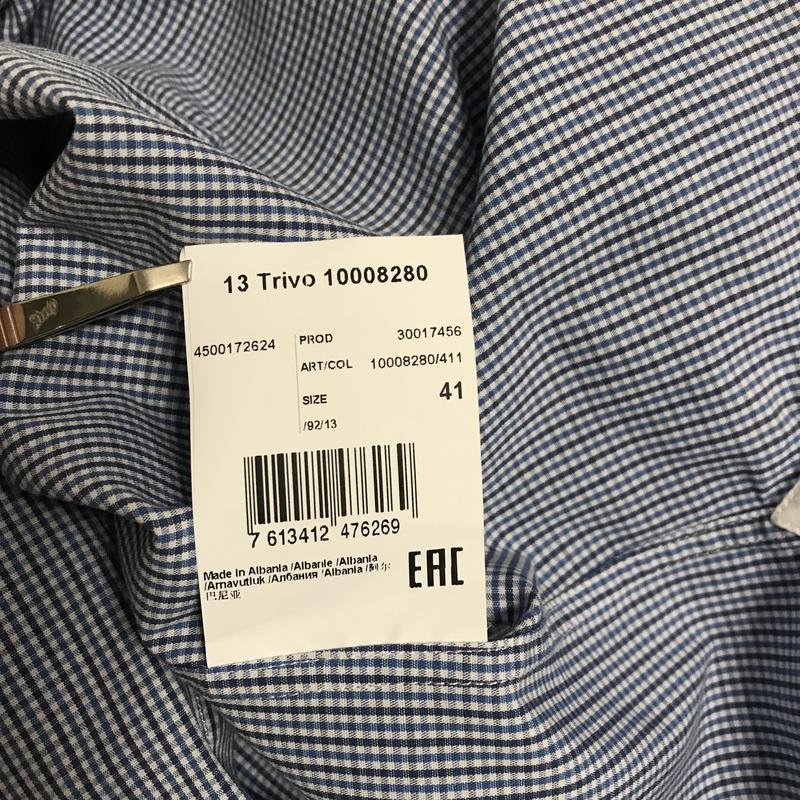 13 Trivo 10008280
4500172624
PROD 30017456
ART/COL 10008280/411
SIZE 41
/92/13
7 613412 476269
Made In Albania /Albanie /Albania
/Arnavutluk /Албания /Albania /阿尔
巴尼亚
EAC